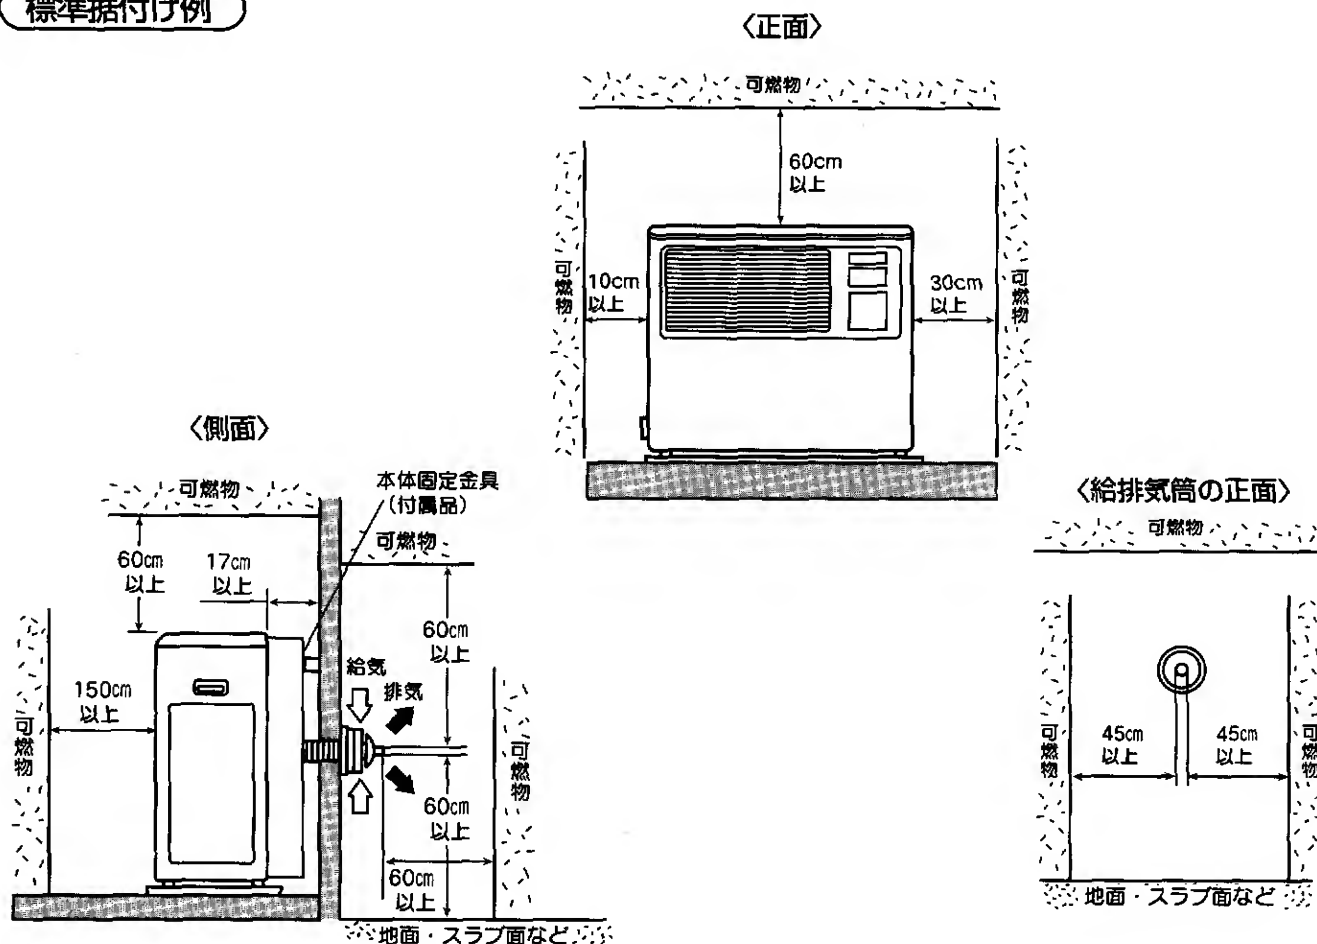 標準据付け例
〈正面〉
可燃物
60cm
以上
可燃物
10cm
以上
30cm
以上
可燃物
〈側面〉
可燃物
本体固定金具
（付属品）
可燃物
60cm
以上
17cm
以上
60cm
以上
給気
排気
150cm
以上
可燃物
可燃物
60cm
以上
60cm
以上
地面・スラブ面など
〈給排気筒の正面〉
可燃物
可燃物
45cm
以上
45cm
以上
可燃物
地面・スラブ面など